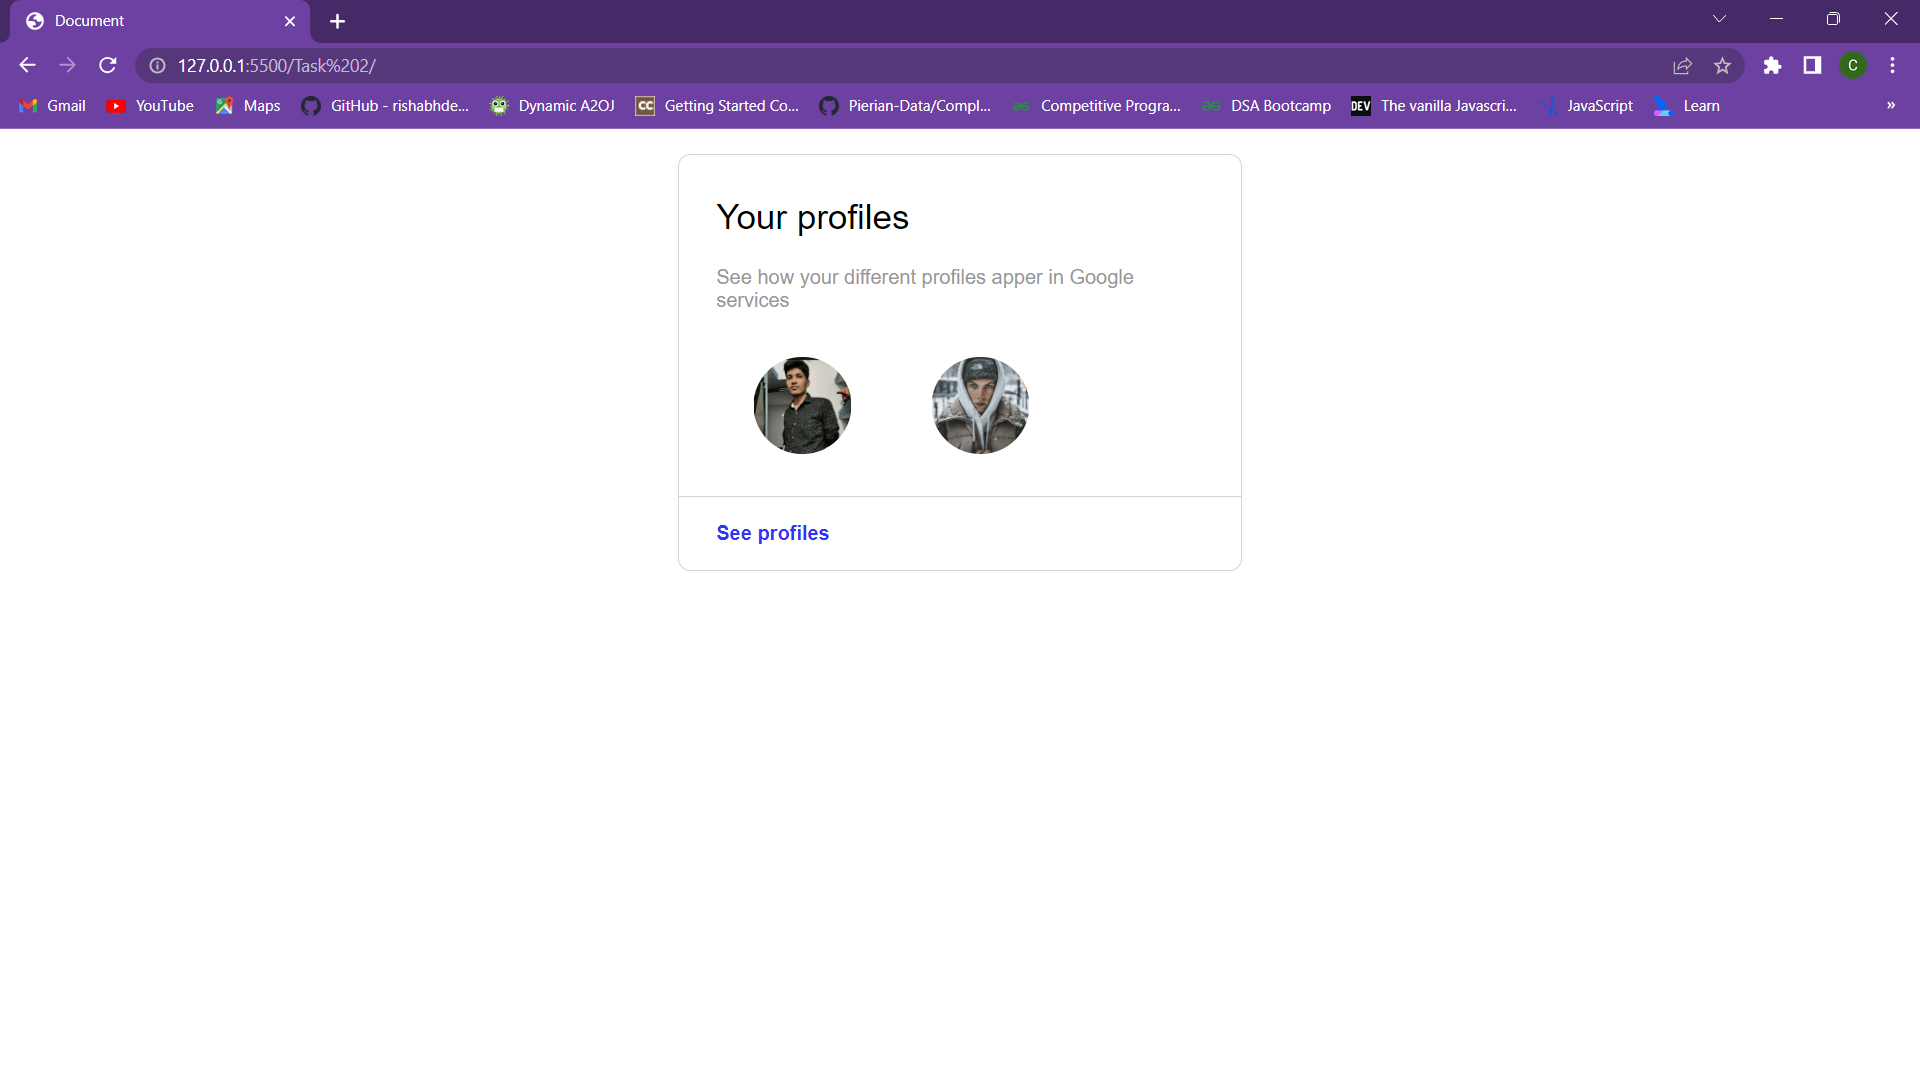 Document
127.0.0.1:5500/Task%202/
C
Gmail YouTube Maps GitHub - rishabhde... Dynamic A2OJ CC Getting Started Co... Pierian-Data/Compl... Competitive Progra... DSA Bootcamp DEV The vanilla Javascri... JavaScript Learn »
Your profiles
See how your different profiles apper in Google
services
See profiles